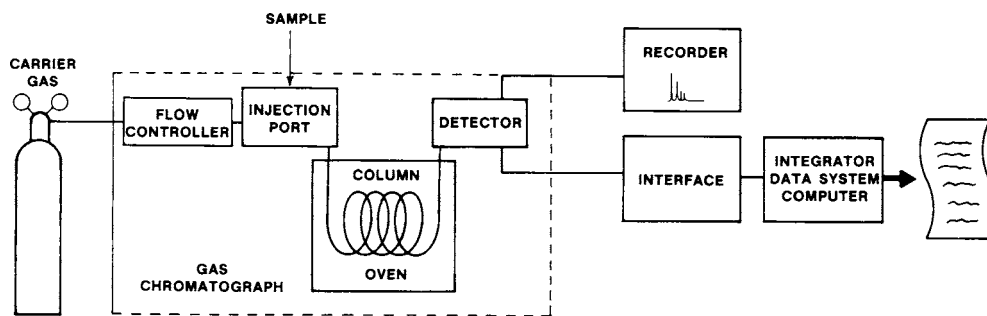 SAMPLE
CARRIER
GAS
FLOW
CONTROLLER
INJECTION
PORT
COLUMN
OVEN
GAS
CHROMATOGRAPH
DETECTOR
RECORDER
INTERFACE
INTEGRATOR
DATA SYSTEM
COMPUTER